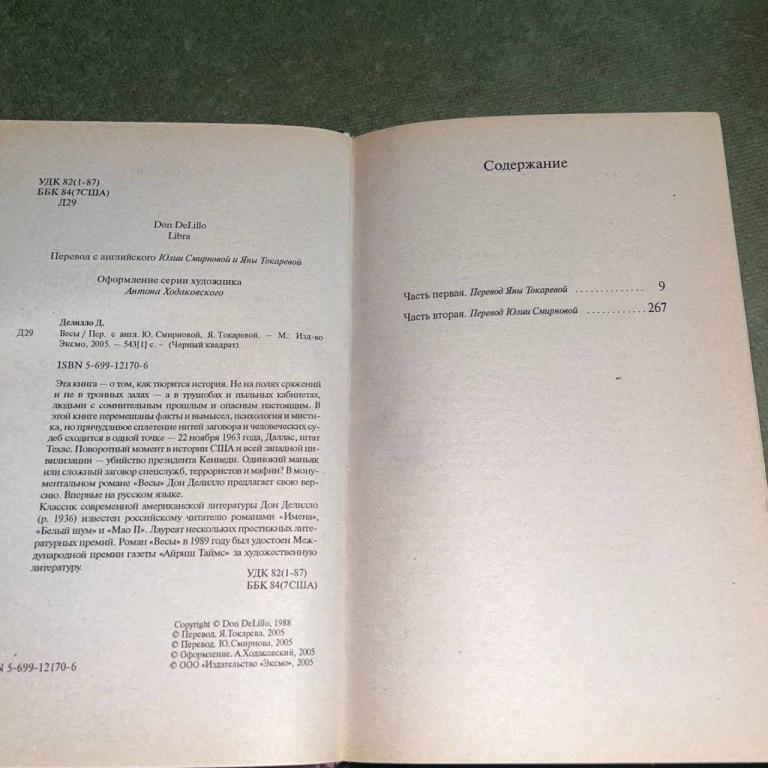 УДК 82(1-87)
ББК 84(7США)
Д29
Don DeLillo
Libra
Перевод с английского Юлии Смирновой и Яны Токаревой
Оформление серии художника
Антона Ходаковского
Делилло Д.
Д29 Весы / Пер. с англ. Ю. Смирновой, Я. Токаревой. — М.: Изд-во
Эксмо, 2005. — 543[1] с. – (Черный квадрат).
ISBN 5-699-12170-6
Эта книга — о том, как творится история. Не на полях сражений
и не в тронных залах — а в трущобах и пыльных кабинетах,
людьми с сомнительным прошлым и опасным настоящим. В
этой книге перемешаны факты и вымысел, психология и мисти-
ка, но причудливое сплетение нитей заговора и человеческих су-
деб сходится в одной точке — 22 ноября 1963 года, Даллас, штат
Техас. Поворотный момент в истории США и всей западной ци-
вилизации — убийство президента Кеннеди. Одинокий маньяк
или сложный заговор спецслужб, террористов и мафии? В мону-
ментальном романе «Весы» Дон Делилло предлагает свою вер-
сию. Впервые на русском языке.
Классик современной американской литературы Дон Делилло
(р. 1936) известен российскому читателю романами «Имена»,
«Белый шум» и «Мао II». Лауреат нескольких престижных лите-
ратурных премий. Роман «Весы» в 1989 году был удостоен Меж-
дународной премии газеты «Айриш Таймс» за художественную
литературу.
УДК 82(1-87)
ББК 84(7США)
Copyright © Don DeLillo, 1988
© Перевод. Я.Токарева, 2005
© Перевод. Ю.Смирнова, 2005
© Оформление. А.Ходаковский, 2005
© ООО «Издательство «Эксмо», 2005
N 5-699-12170-6
Содержание
Часть первая. Перевод Яны Токаревой . . . . . . . . . . . . . . 9
Часть вторая. Перевод Юлии Смирновой . . . . . . . . . . . . 267